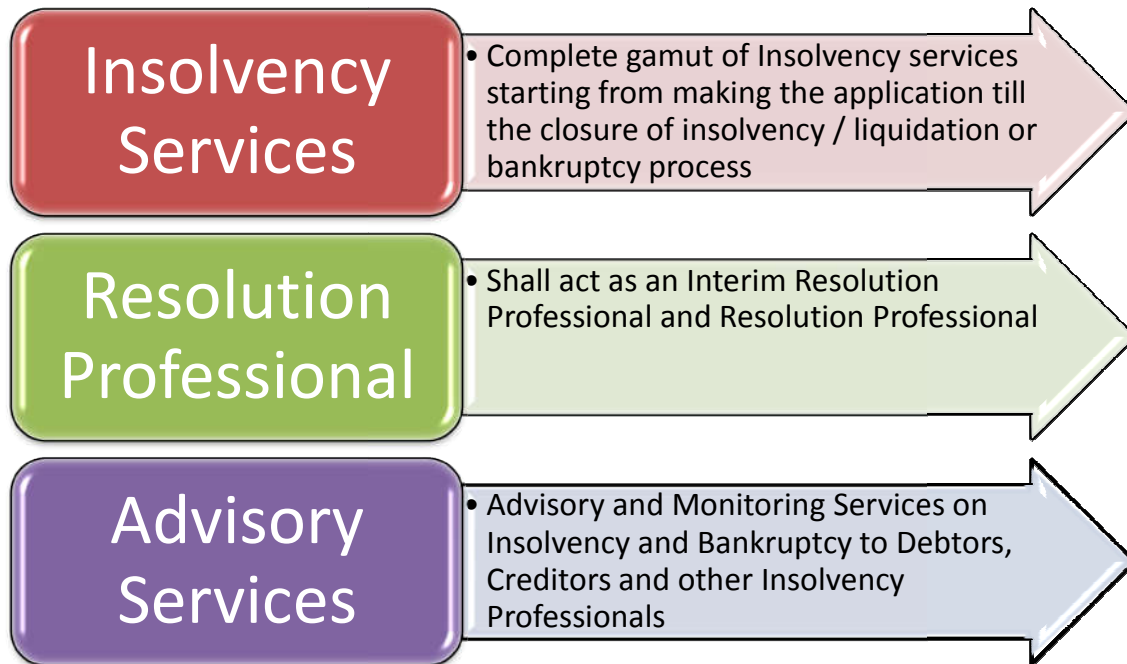 Insolvency
Services
• Complete gamut of Insolvency services
starting from making the application till
the closure of insolvency / liquidation or
bankruptcy process
Resolution
Professional
• Shall act as an Interim Resolution
Professional and Resolution Professional
Advisory
Services
• Advisory and Monitoring Services on
Insolvency and Bankruptcy to Debtors,
Creditors and other Insolvency
Professionals